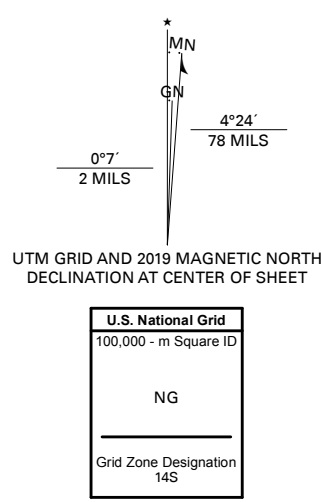 ★
MN
GN
4°24´
78 MILS
0°7´
2 MILS
UTM GRID AND 2019 MAGNETIC NORTH
DECLINATION AT CENTER OF SHEET
U.S. National Grid
100,000 - m Square ID
NG
Grid Zone Designation
14S